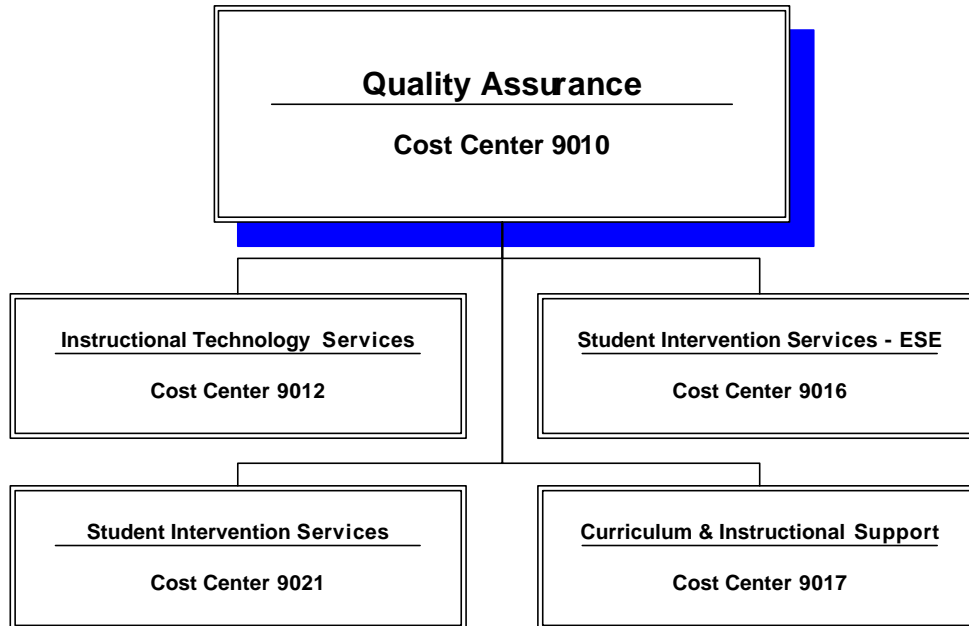 Quality Assurance
Cost Center 9010
Instructional Technology Services
Cost Center 9012
Student Intervention Services - ESE
Cost Center 9016
Student Intervention Services
Cost Center 9021
Curriculum & Instructional Support
Cost Center 9017